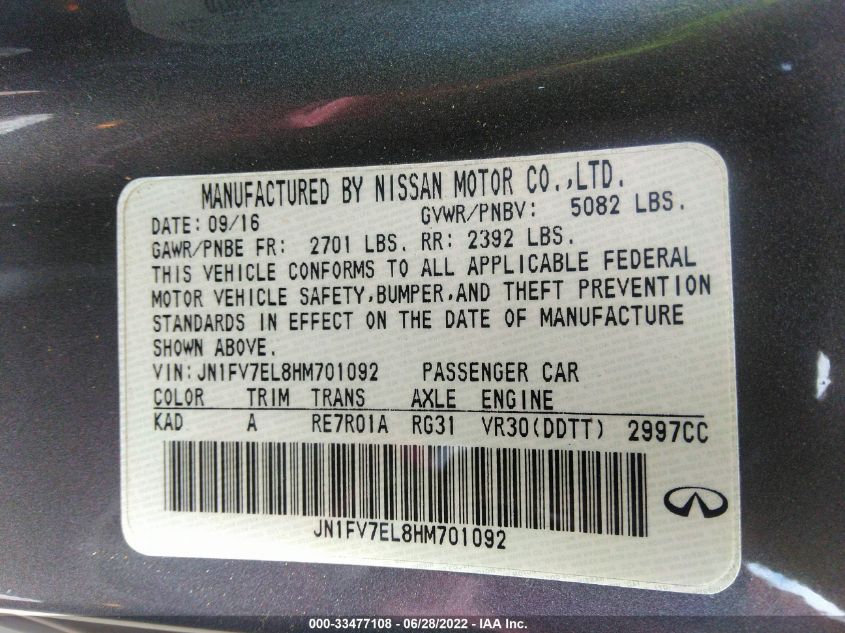 MANUFACTURED BY NISSAN MOTOR CO.,LTD.
DATE: 09/16 GVWR/PNBV: 5082 LBS.
GAWR/PNBE FR: 2701 LBS. RR: 2392 LBS.
THIS VEHICLE CONFORMS TO ALL APPLICABLE FEDERAL
MOTOR VEHICLE SAFETY,BUMPER,AND THEFT PREVENTION
STANDARDS IN EFFECT ON THE DATE OF MANUFACTURE
SHOWN ABOVE.
VIN:JN1FV7EL8HM701092 PASSENGER CAR
COLOR TRIM TRANS AXLE ENGINE
KAD A RE7R01A RG31 VR30(DDTT) 2997CC
JN1FV7EL8HM701092
000-33477108 - 06/28/2022 - IAA Inc.